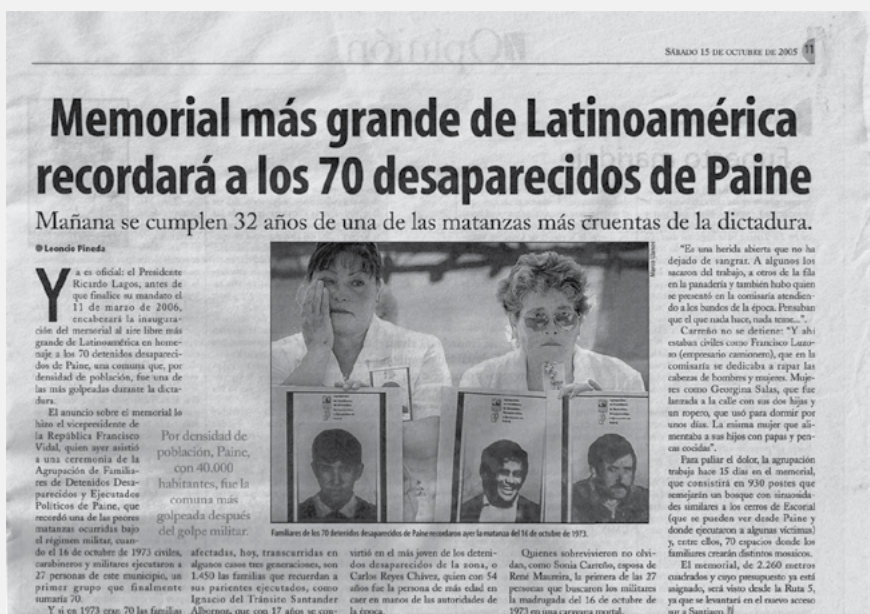 SÁBADO 15 DE OCTUBRE DE 2005 11
Memorial más grande de Latinoamérica
recordará a los 70 desaparecidos de Paine
Mañana se cumplen 32 años de una de las matanzas más cruentas de la dictadura.
Leoncio Pineda
Ya es oficial: el Presidente
Ricardo Lagos, antes de
que finalice su mandato el
11 de marzo de 2006,
encabezará la inaugura-
ción del memorial al aire libre más
grande de Latinoamérica en home-
naje a los 70 detenidos desapareci-
dos de Paine, una comuna que, por
densidad de población, fue una de
las más golpeadas durante la dicta-
dura.
El anuncio sobre el memorial lo
hizo el vicepresidente de
la República Francisco
Vidal, quien ayer asistió
a una ceremonia de la
Agrupación de Familia-
res de Detenidos Desa-
parecidos y Ejecutados
Políticos de Paine, que
recordó una de las peores
matanzas ocurridas bajo
el régimen militar, cuan-
do el 16 de octubre de 1973 civiles,
carabineros y militares ejecutaron a
27 personas de este municipio, un
primer grupo que finalmente
sumaría 70.
Y si en 1973 eran 70 las familias
Por densidad de
población, Paine,
con 40.000
habitantes, fue la
comuna más
golpeada después
del golpe militar.
afectadas, hoy, transcurridas en
algunos casos tres generaciones, son
1.450 las familias que recuerdan a
sus parientes ejecutados, como
Ignacio del Tránsito Santander
Albornoz, que con 17 años se con-
Familiares de los 70 detenidos desaparecidos de Paine recordaron ayer la matanza del 16 de octubre de 1973.
virtió en el más joven de los deteni-
dos desaparecidos de la zona, o
Carlos Reyes Chávez, quien con 54
años fue la persona de más edad en
caer en manos de las autoridades de
la época.
Quienes sobrevivieron no olvi-
dan, como Sonia Carreño, esposa de
René Maureira, la primera de las 27
personas que buscaron los militares
la madrugada del 16 de octubre de
1973 en una caravana mortal.
"Es una herida abierta que no ha
dejado de sangrar. A algunos los
sacaron del trabajo, a otros de la fila
en la panadería y también hubo quien
se presentó en la comisaría atendien-
do a los bandos de la época. Pensaban
que el que nada hace, nada teme...".
Carreño no se detiene: "Y ahí
estaban civiles como Francisco Luzo-
ro (empresario camionero), que en la
comisaría se dedicaba a rapar las
cabezas de hombres y mujeres. Muje-
res como Georgina Salas, que fue
lanzada a la calle con sus dos hijas y
un ropero, que usó para dormir por
unos días. La misma mujer que ali-
mentaba a sus hijos con papas y pen-
cas cocidas".
Para paliar el dolor, la agrupación
trabaja hace 15 días en el memorial,
que consistirá en 930 postes que
semejarán un bosque con sinuosida-
des similares a los cerros de Escorial
(que se pueden ver desde Paine y
donde ejecutaron a algunas víctimas)
y, entre ellos, 70 espacios donde los
familiares crearán distintos mosaicos.
El memorial, de 2.260 metros
cuadrados y cuyo presupuesto ya está
asignado, será visto desde la Ruta 5,
ya que se levantará en el nuevo acceso
sur a Santiago.